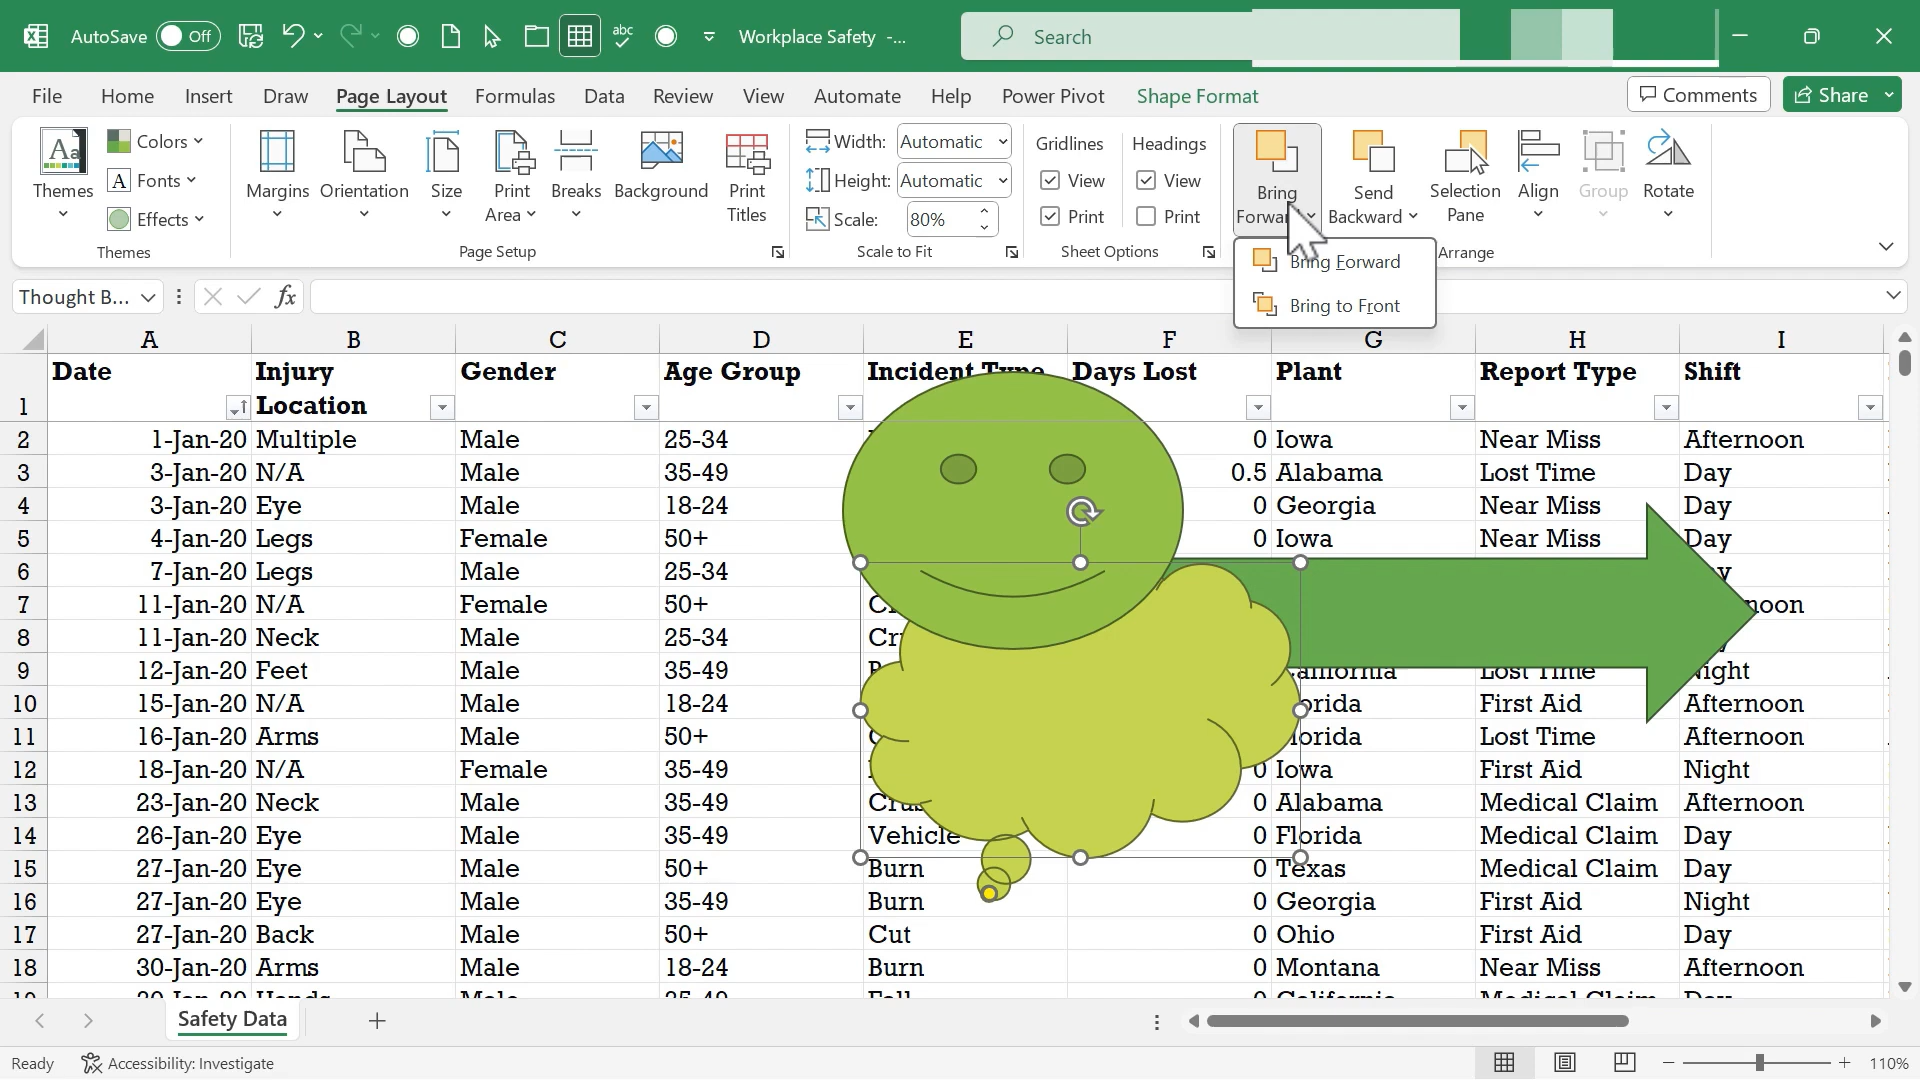 AutoSave Off abc Workplace Safety -... Search
File Home Insert Draw Page Layout Formulas Data Review View Automate Help Power Pivot Shape Format Comments Share
Aa Themes Colors A Fonts Effects Themes
Margins Orientation Size Print Area Breaks Background Print Titles Page Setup
Width: Automatic Height: Automatic Scale: 80% Scale to Fit
Gridlines View Print Headings View Print Sheet Options
Bring Forward Send Backward Selection Pane Align Group Rotate Arrange
Bring Forward
Bring to Front
Thought B... fx
A B C D E F G H I
1 Date Injury Location Gender Age Group Incident Type Days Lost Plant Report Type Shift
2 1-Jan-20 Multiple Male 25-34 0 Iowa Near Miss Afternoon
3 3-Jan-20 N/A Male 35-49 0.5 Alabama Lost Time Day
4 3-Jan-20 Eye Male 18-24 0 Georgia Near Miss Day
5 4-Jan-20 Legs Female 50+ 0 Iowa Near Miss Day
6 7-Jan-20 Legs Male 25-34
7 11-Jan-20 N/A Female 50+
8 11-Jan-20 Neck Male 25-34
9 12-Jan-20 Feet Male 35-49 California Lost Time Night
10 15-Jan-20 N/A Male 18-24 Florida First Aid Afternoon
11 16-Jan-20 Arms Male 50+ Florida Lost Time Afternoon
12 18-Jan-20 N/A Female 35-49 0 Iowa First Aid Night
13 23-Jan-20 Neck Male 35-49 Crus 0 Alabama Medical Claim Afternoon
14 26-Jan-20 Eye Male 35-49 Vehicle 0 Florida Medical Claim Day
15 27-Jan-20 Eye Male 50+ Burn 0 Texas Medical Claim Day
16 27-Jan-20 Eye Male 35-49 Burn 0 Georgia First Aid Night
17 27-Jan-20 Back Male 50+ Cut 0 Ohio First Aid Day
18 30-Jan-20 Arms Male 18-24 Burn 0 Montana Near Miss Afternoon
Safety Data
Ready Accessibility: Investigate 110%